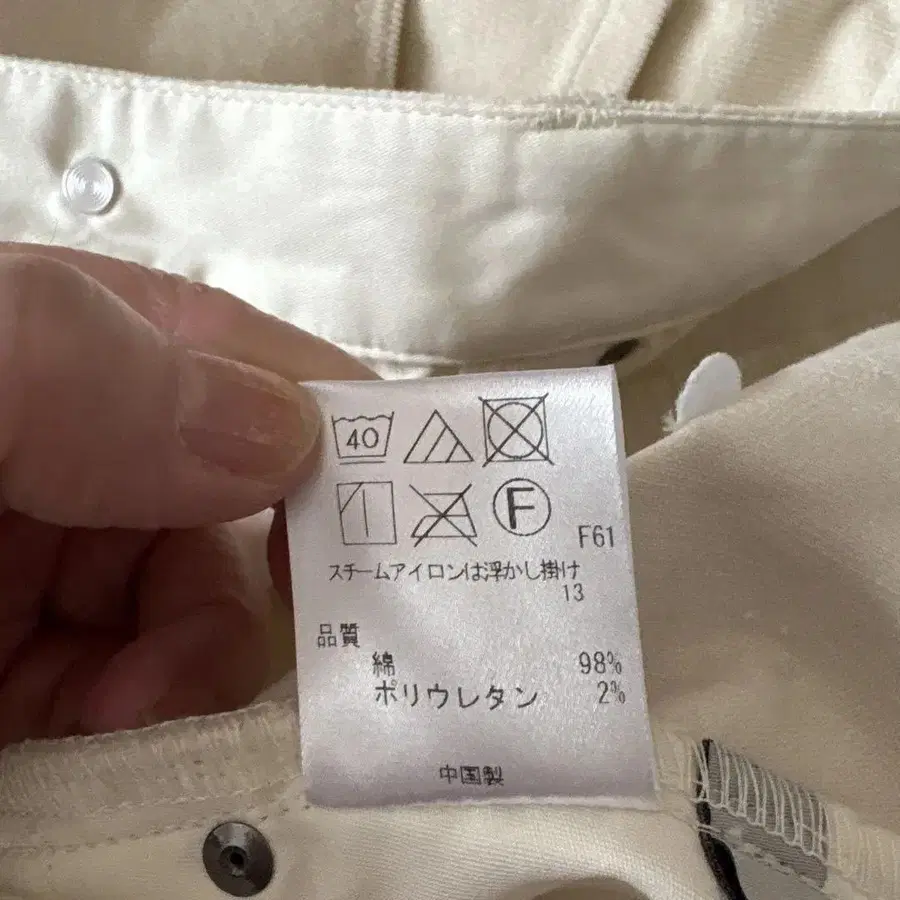 40
F
F61
スチームアイロンは浮かし掛け
13
品質
綿 98%
ポリウレタン 2%
中国製